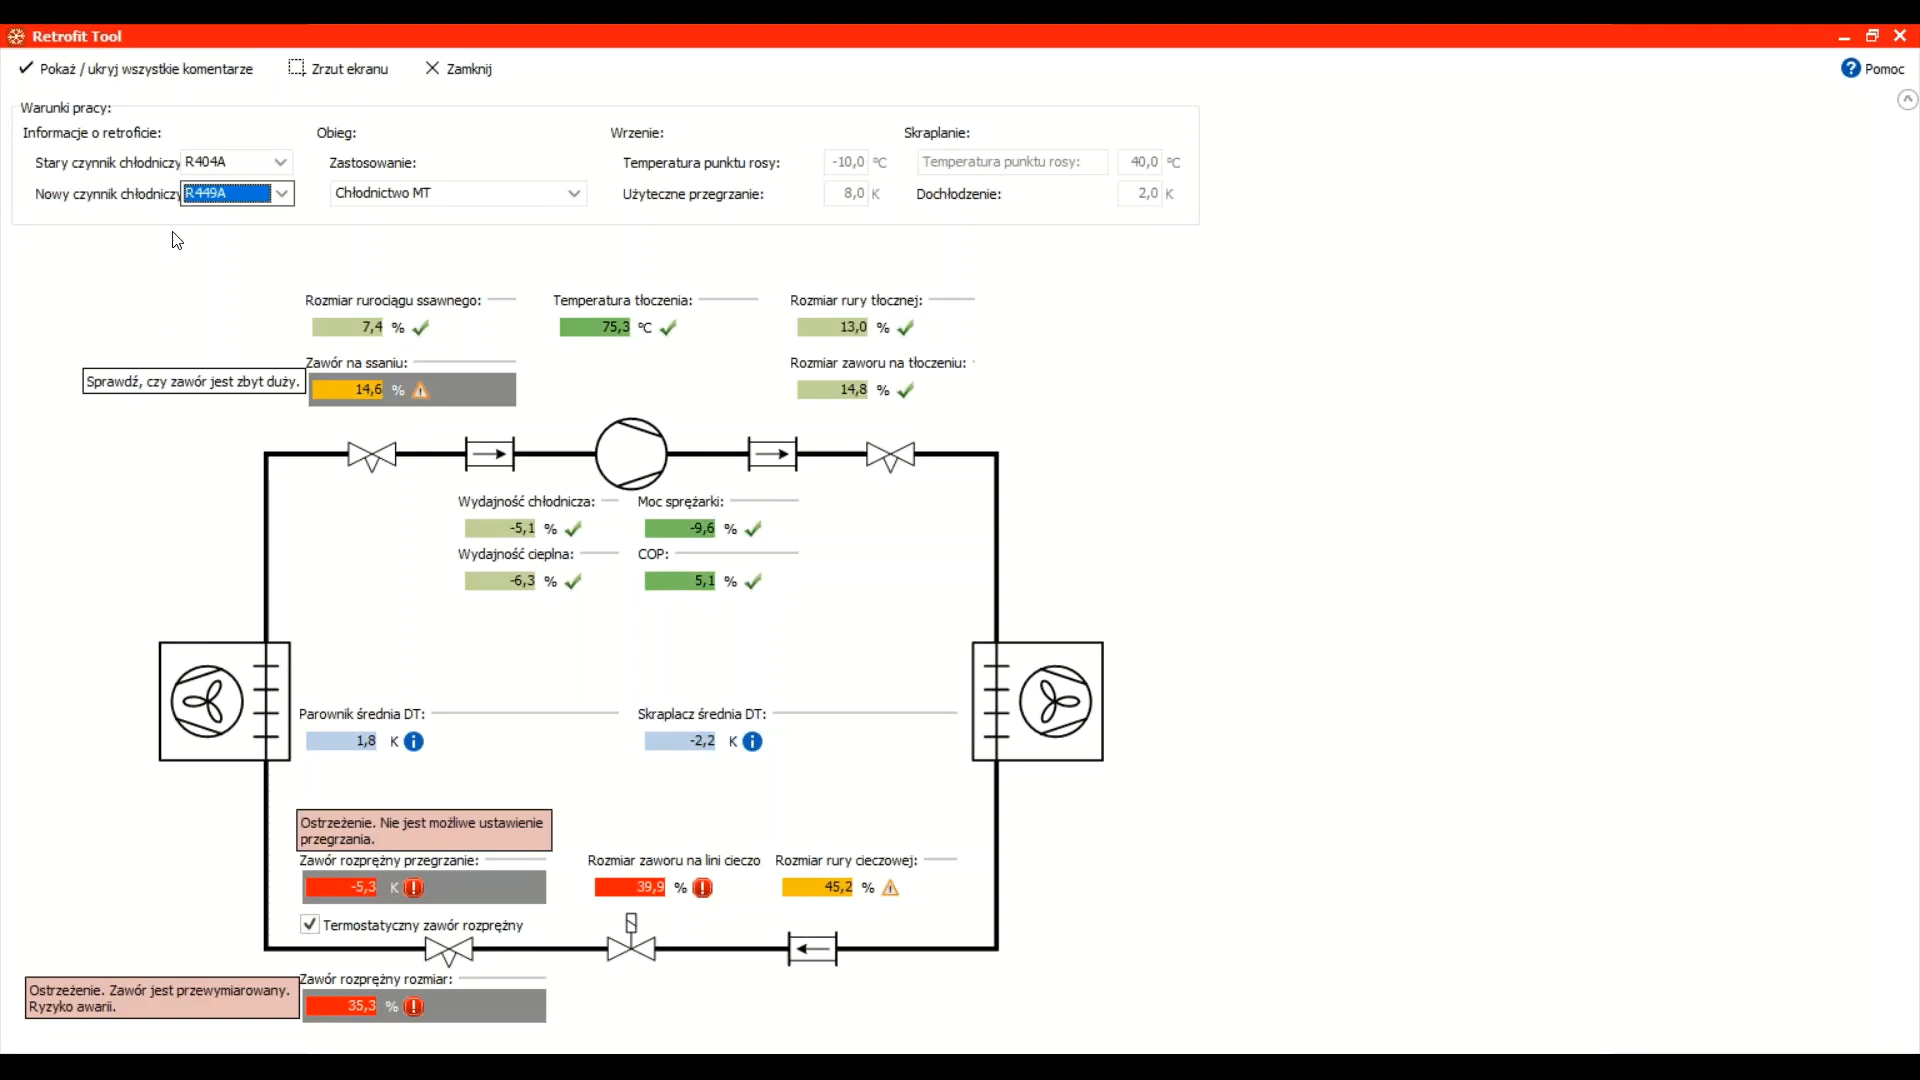 Retrofit Tool
Pokaż / ukryj wszystkie komentarze
Zrzut ekranu
Zamknij
Pomoc
Warunki pracy:
Informacje o retroficie:
Obieg:
Wrzenie:
Skraplanie:
Stary czynnik chłodniczy R404A
Zastosowanie:
Temperatura punktu rosy: -10,0 °C
Temperatura punktu rosy: 40,0 °C
Nowy czynnik chłodniczy R449A
Chłodnictwo MT
Użyteczne przegrzanie: 8,0 K
Dochłodzenie: 2,0 K
Rozmiar rurociągu ssawnego:
Temperatura tłoczenia:
Rozmiar rury tłocznej:
7,4 %
75,3 °C
13,0 %
Zawór na ssaniu:
Rozmiar zaworu na tłoczeniu:
Sprawdź, czy zawór jest zbyt duży.
14,6 %
14,8 %
Wydajność chłodnicza:
Moc sprężarki:
-5,1 %
-9,6 %
Wydajność cieplna:
COP:
-6,3 %
5,1 %
Parownik średnia DT:
Skraplacz średnia DT:
1,8 K
-2,2 K
Ostrzeżenie. Nie jest możliwe ustawienie
przegrzania.
Zawór rozprężny przegrzanie:
Rozmiar zaworu na lini cieczo
Rozmiar rury cieczowej:
-5,3 K
39,9 %
45,2 %
Termostatyczny zawór rozprężny
Zawór rozprężny rozmiar:
Ostrzeżenie. Zawór jest przewymiarowany.
Ryzyko awarii.
35,3 %